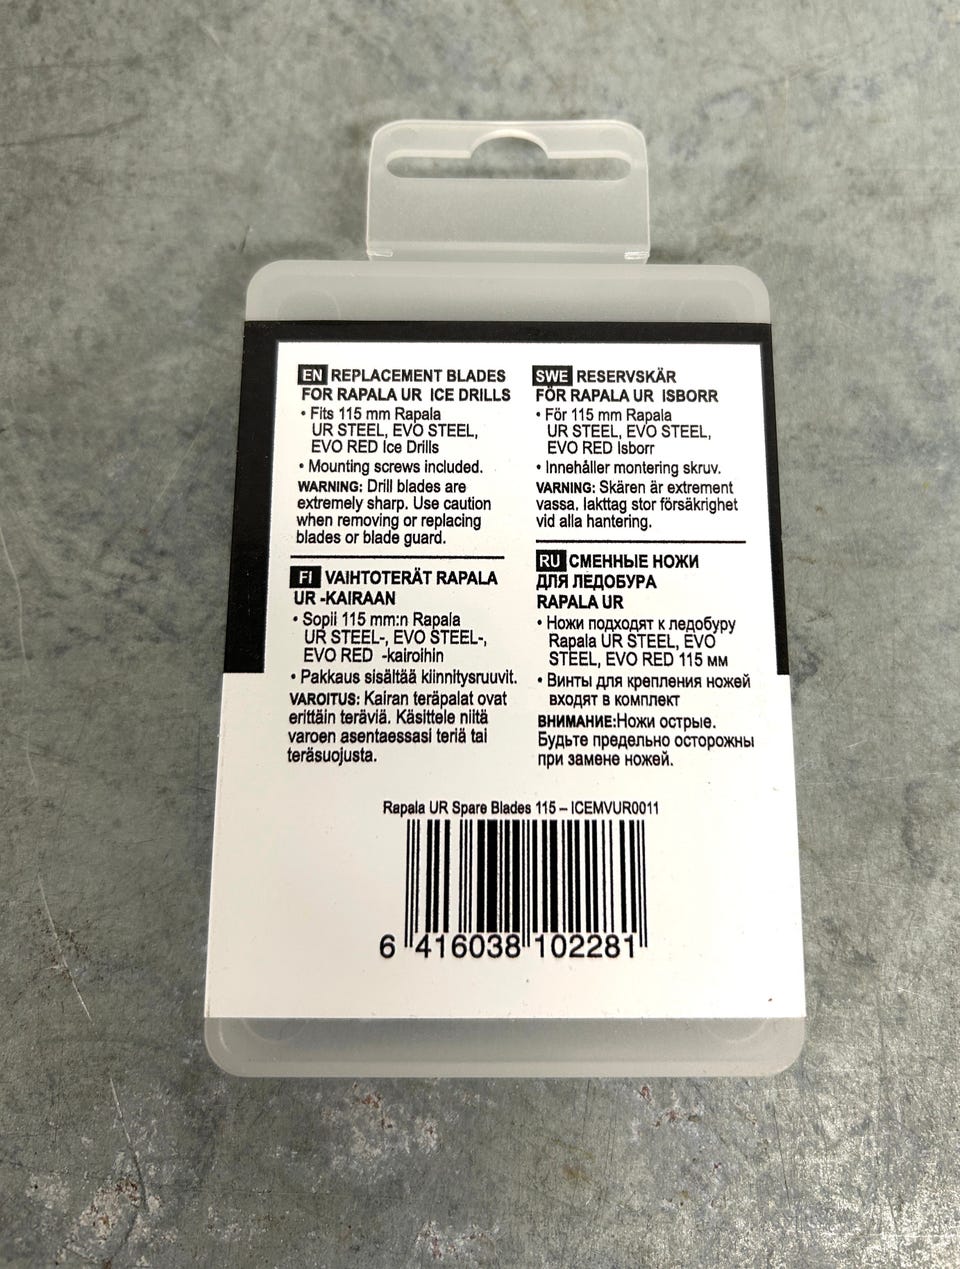 EN REPLACEMENT BLADES
FOR RAPALA UR ICE DRILLS
• Fits 115 mm Rapala
UR STEEL, EVO STEEL,
EVO RED Ice Drills
• Mounting screws included.
WARNING: Drill blades are
extremely sharp. Use caution
when removing or replacing
blades or blade guard.
FI VAIHTOTERÄT RAPALA
UR -KAIRAAN
• Sopii 115 mm:n Rapala
UR STEEL-, EVO STEEL-,
EVO RED -kairoihin
• Pakkaus sisältää kiinnitysruuvit.
VAROITUS: Kairan teräpalat ovat
erittäin teräviä. Käsittele niitä
varoen asentaessasi teriä tai
teräsuojusta.
SWE RESERVSKÄR
FÖR RAPALA UR ISBORR
• För 115 mm Rapala
UR STEEL, EVO STEEL,
EVO RED Isborr
• Innehåller montering skruv.
VARNING: Skären är extrement
vassa. Iakttag stor försäkrighet
vid alla hantering.
RU СМЕННЫЕ НОЖИ
ДЛЯ ЛЕДОБУРА
RAPALA UR
• Ножи подходят к ледобуру
Rapala UR STEEL, EVO
STEEL, EVO RED 115 мм
• Винты для крепления ножей
входят в комплект
ВНИМАНИЕ:Ножи острые.
Будьте предельно осторожны
при замене ножей.
Rapala UR Spare Blades 115 – ICEMVUR0011
6 416038 102281